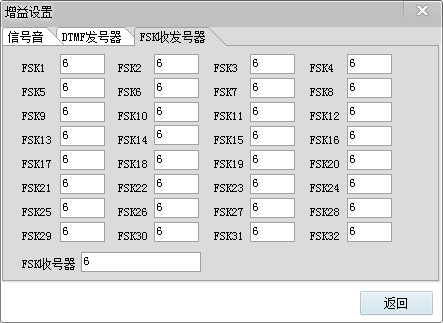 增益设置
信号音 DTMF发号器 FSK收发号器
FSK1 6 FSK2 6 FSK3 6 FSK4 6
FSK5 6 FSK6 6 FSK7 6 FSK8 6
FSK9 6 FSK10 6 FSK11 6 FSK12 6
FSK13 6 FSK14 6 FSK15 6 FSK16 6
FSK17 6 FSK18 6 FSK19 6 FSK20 6
FSK21 6 FSK22 6 FSK23 6 FSK24 6
FSK25 6 FSK26 6 FSK27 6 FSK28 6
FSK29 6 FSK30 6 FSK31 6 FSK32 6
FSK收号器 6
返回